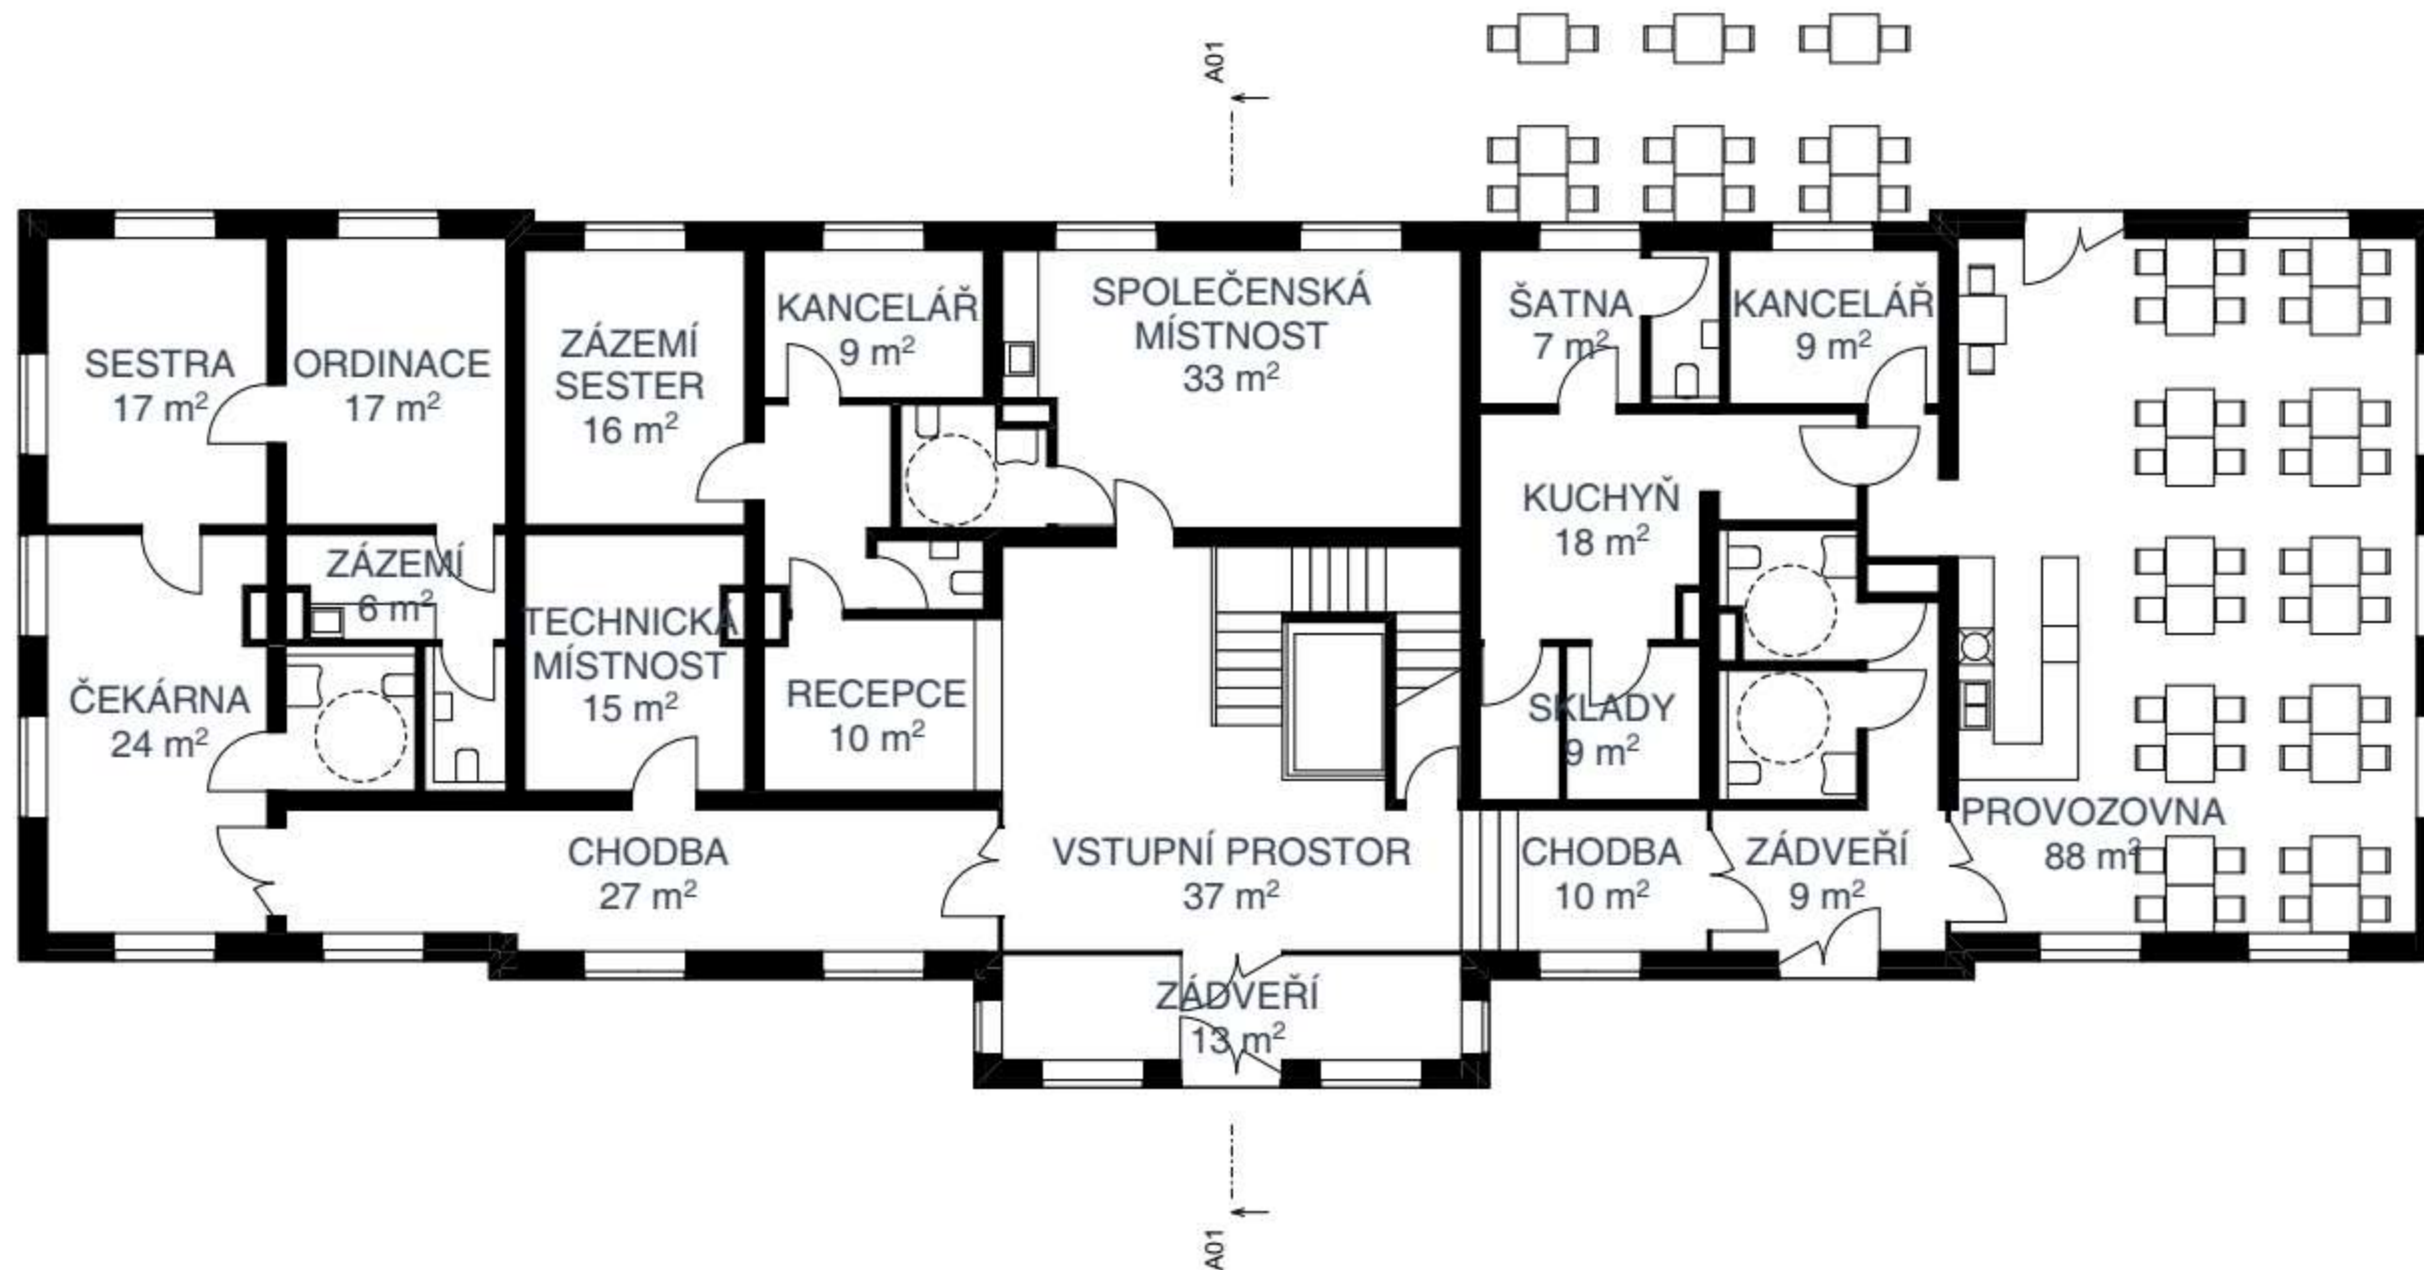 A01
SESTRA
17 m²
ORDINACE
17 m²
ZÁZEMÍ
SESTER
16 m²
KANCELÁŘ
9 m²
SPOLEČENSKÁ
MÍSTNOST
33 m²
ŠATNA
7 m²
KANCELÁŘ
9 m²
KUCHYŇ
18 m²
ZÁZEMÍ
6 m²
TECHNICKÁ
MÍSTNOST
15 m²
ČEKÁRNA
24 m²
RECEPCE
10 m²
SKLADY
9 m²
PROVOZOVNA
88 m²
CHODBA
27 m²
VSTUPNÍ PROSTOR
37 m²
CHODBA
10 m²
ZÁDVEŘÍ
9 m²
ZÁDVEŘÍ
13 m²
A01